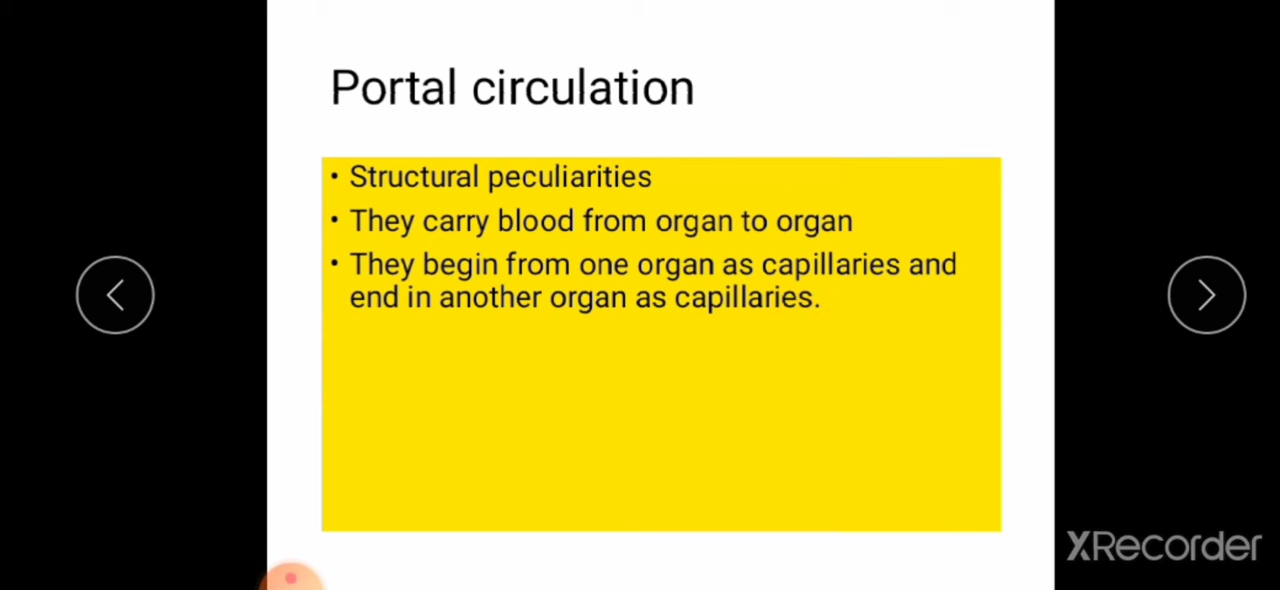 Portal circulation
• Structural peculiarities
• They carry blood from organ to organ
• They begin from one organ as capillaries and
end in another organ as capillaries.
XRecorder